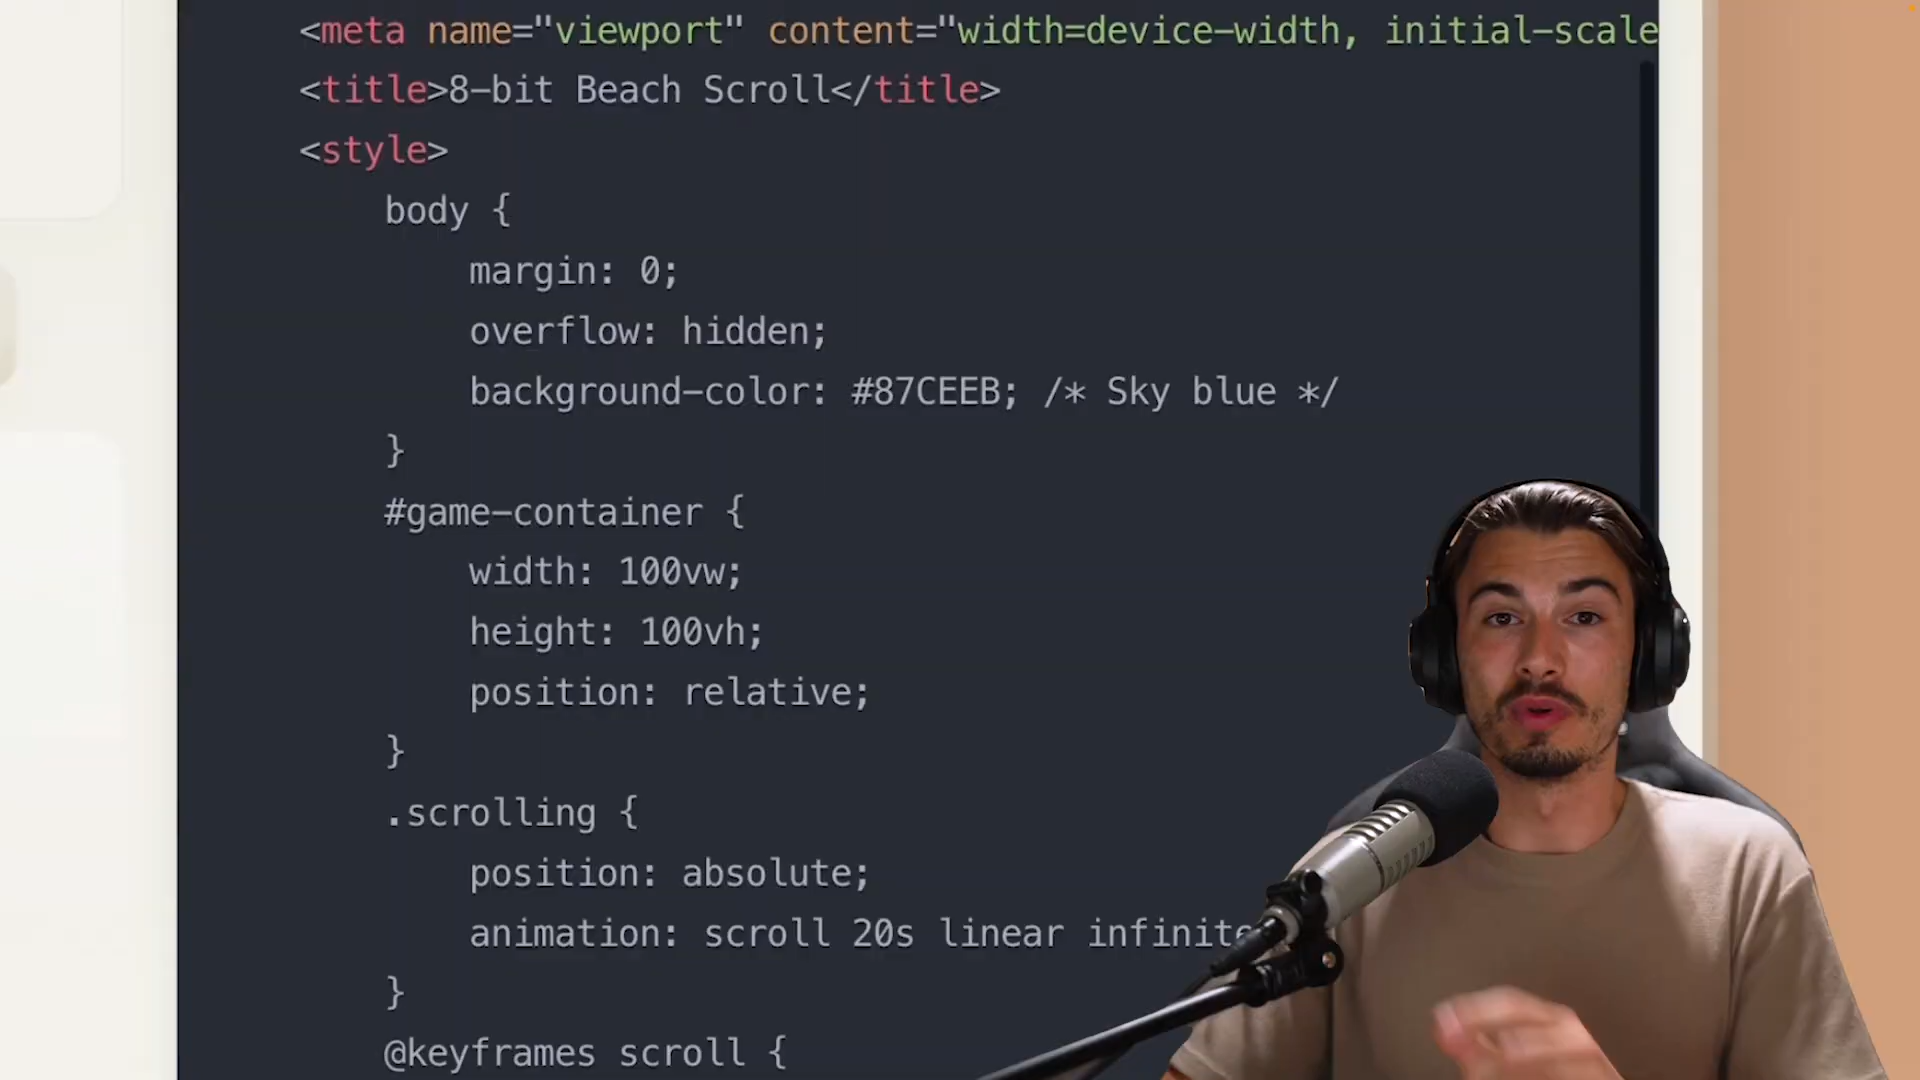 <meta name="viewport" content="width=device-width, initial-scale
<title>8-bit Beach Scroll</title>
<style>
body {
margin: 0;
overflow: hidden;
background-color: #87CEEB; /* Sky blue */
}
#game-container {
width: 100vw;
height: 100vh;
position: relative;
}
.scrolling {
position: absolute;
animation: scroll 20s linear infinite
}
@keyframes scroll {